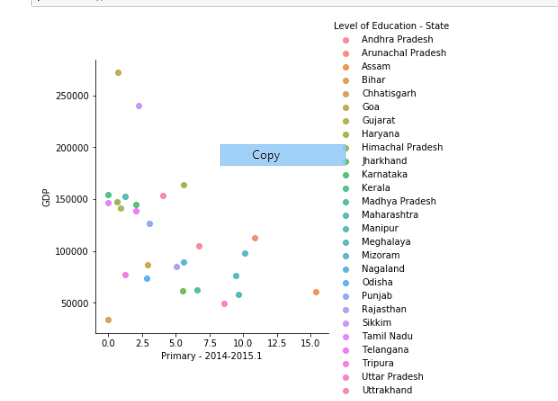 Level of Education - State
Andhra Pradesh
Arunachal Pradesh
Assam
Bihar
Chhatisgarh
Goa
Gujarat
Haryana
Himachal Pradesh
Jharkhand
Karnataka
Kerala
Madhya Pradesh
Maharashtra
Manipur
Meghalaya
Mizoram
Nagaland
Odisha
Punjab
Rajasthan
Sikkim
Tamil Nadu
Telangana
Tripura
Uttar Pradesh
Uttrakhand
Copy
GDP
250000
200000
150000
100000
50000
0.0 2.5 5.0 7.5 10.0 12.5 15.0
Primary - 2014-2015.1